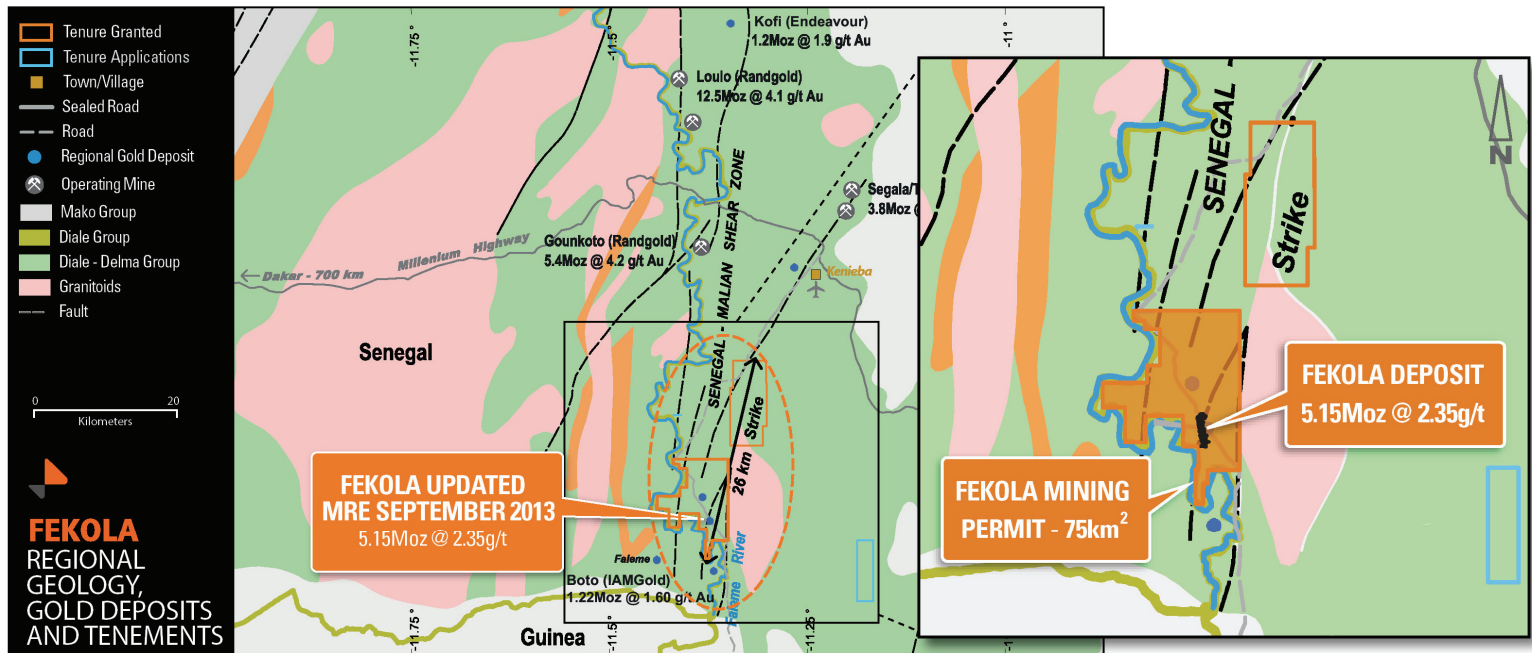 Tenure Granted
Tenure Applications
Town/Village
Sealed Road
Road
Regional Gold Deposit
Operating Mine
Mako Group
Diale Group
Diale - Delma Group
Granitoids
Fault
0 20
Kilometers
FEKOLA
REGIONAL
GEOLOGY,
GOLD DEPOSITS
AND TENEMENTS
-11.75°
-11.5°
-11°
Kofi (Endeavour)
1.2Moz @ 1.9 g/t Au
Loulo (Randgold)
12.5Moz @ 4.1 g/t Au
SENEGAL - MALIAN SHEAR ZONE
Segala/T
3.8Moz @
Gounkoto (Randgold)
5.4Moz @ 4.2 g/t Au
Millenium Highway
Dakar - 700 km
Kenieba
Senegal
Strike
26 km
FEKOLA UPDATED
MRE SEPTEMBER 2013
5.15Moz @ 2.35g/t
Faleme
Faleme River
Boto (IAMGold)
1.22Moz @ 1.60 g/t Au
Guinea
-11.75°
-11.5°
-11.25°
-11°
SENEGAL
Strike
N
FEKOLA DEPOSIT
5.15Moz @ 2.35g/t
FEKOLA MINING
PERMIT - 75km²